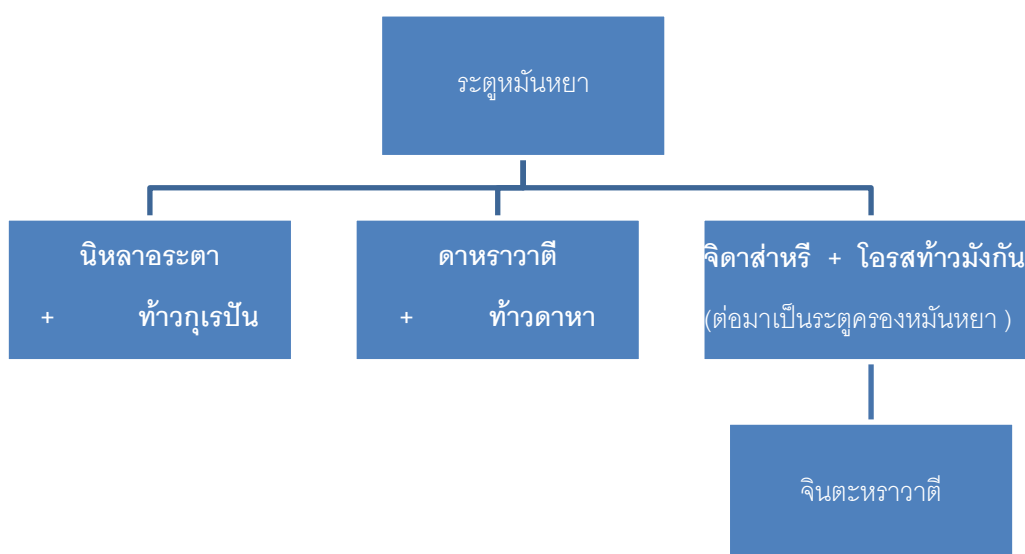 ระตูหมันหยา
นิหลาอระตา
+ ท้าวกุเรปัน
ดาหราวาตี
+ ท้าวดาหา
จิดาส่าหรี + โอรสท้าวมังกัน
(ต่อมาเป็นระตูครองหมันหยา )
จินตะหราวาตี